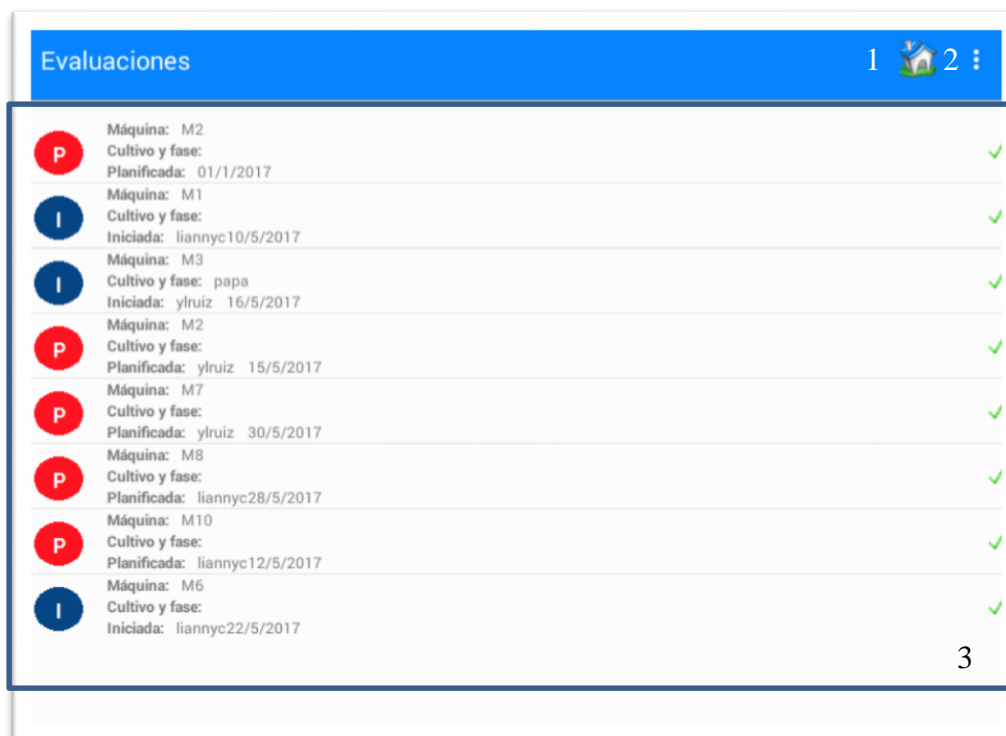 Evaluaciones 1 2
P
Máquina: M2
Cultivo y fase:
Planificada: 01/1/2017
I
Máquina: M1
Cultivo y fase:
Iniciada: liannyc10/5/2017
I
Máquina: M3
Cultivo y fase: papa
Iniciada: ylruiz 16/5/2017
P
Máquina: M2
Cultivo y fase:
Planificada: ylruiz 15/5/2017
P
Máquina: M7
Cultivo y fase:
Planificada: ylruiz 30/5/2017
P
Máquina: M8
Cultivo y fase:
Planificada: liannyc28/5/2017
P
Máquina: M10
Cultivo y fase:
Planificada: liannyc12/5/2017
I
Máquina: M6
Cultivo y fase:
Iniciada: liannyc22/5/2017
3